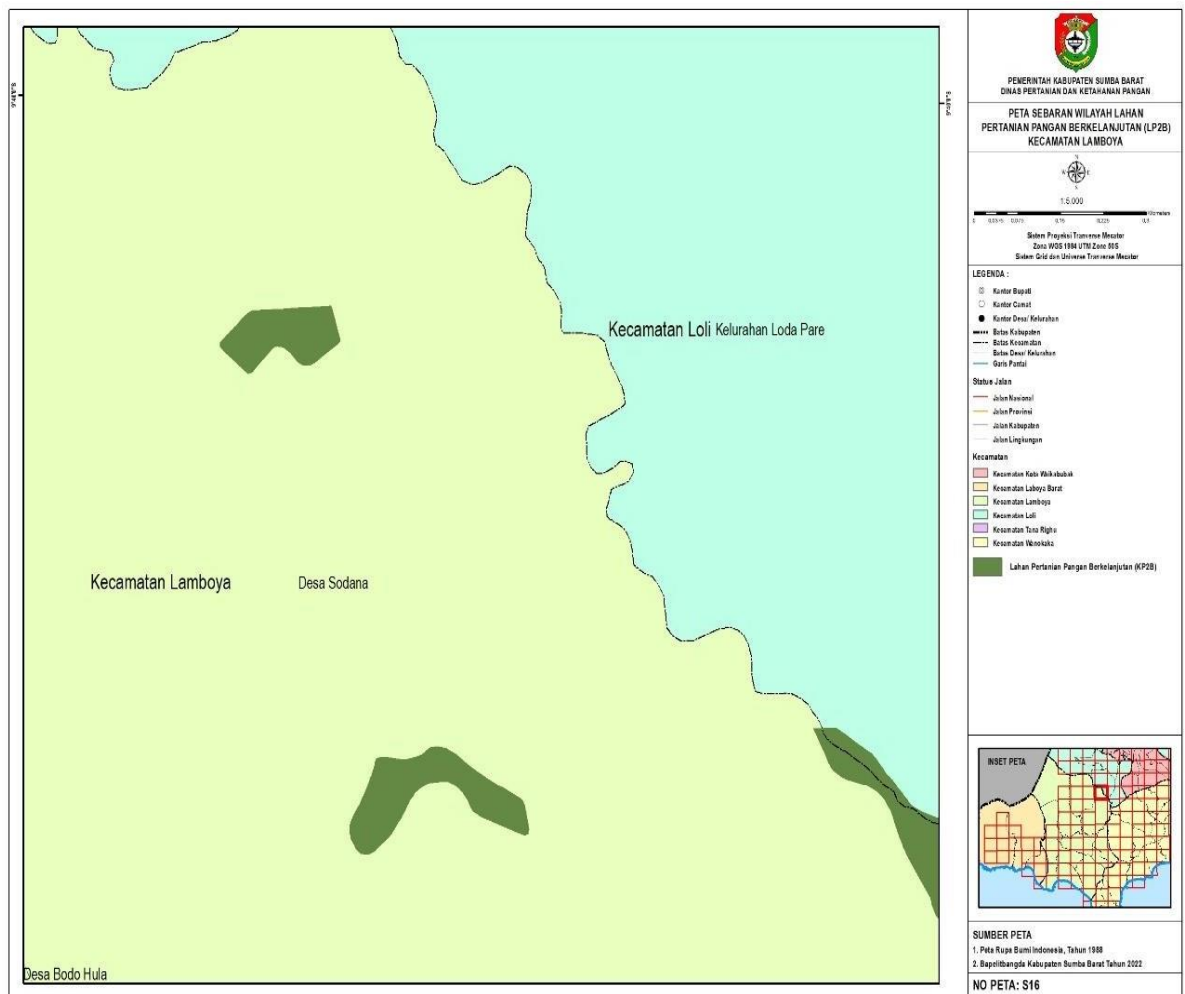 Kecamatan Loli Kelurahan Loda Pare
Kecamatan Lamboya Desa Sodana
Desa Bodo Hula
PEMERINTAH KABUPATEN SUMBA BARAT
DINAS PERTANIAN DAN KETAHANAN PANGAN
PETA SEBARAN WILAYAH LAHAN
PERTANIAN PANGAN BERKELANJUTAN (LP2B)
KECAMATAN LAMBOYA
N
W E
S
1:5.000
Kilometers
Sistem Proyeksi Tranverse Mecator
Zona WGS 1984 UTM Zone 50S
Sistem Grid dan Universe Tranverse Mecator
LEGENDA :
Kantor Bupati
Kantor Camat
Kantor Desa/ Kelurahan
Batas Kabupaten
Batas Kecamatan
Batas Desa/ Kelurahan
Garis Pantai
Status Jalan
Jalan Nasional
Jalan Provinsi
Jalan Kabupaten
Jalan Lingkungan
Kecamatan
Kecamatan Kota Waikabubak
Kecamatan Laboya Barat
Kecamatan Lamboya
Kecamatan Loli
Kecamatan Tana Righu
Kecamatan Wanokaka
Lahan Pertanian Pangan Berkelanjutan (KP2B)
INSET PETA
SUMBER PETA
1. Peta Rupa Bumi Indonesia, Tahun 1988
2. Bapelitbangda Kabupaten Sumba Barat Tahun 2022
NO PETA: S16